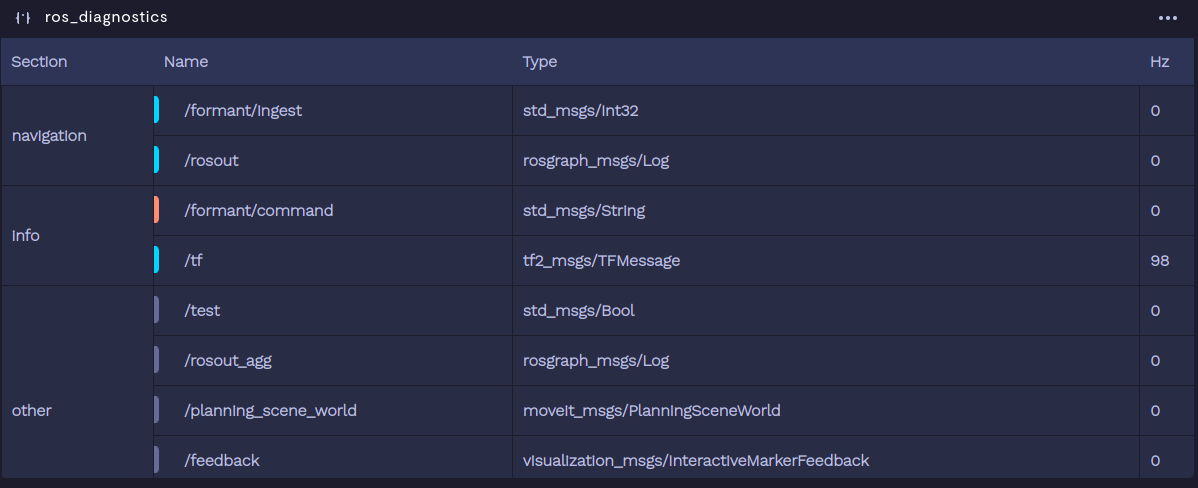 ros_diagnostics
Section Name Type Hz
navigation
/formant/ingest std_msgs/Int32 0
/rosout rosgraph_msgs/Log 0
info
/formant/command std_msgs/String 0
/tf tf2_msgs/TFMessage 98
other
/test std_msgs/Bool 0
/rosout_agg rosgraph_msgs/Log 0
/planning_scene_world moveit_msgs/PlanningSceneWorld 0
/feedback visualization_msgs/InteractiveMarkerFeedback 0